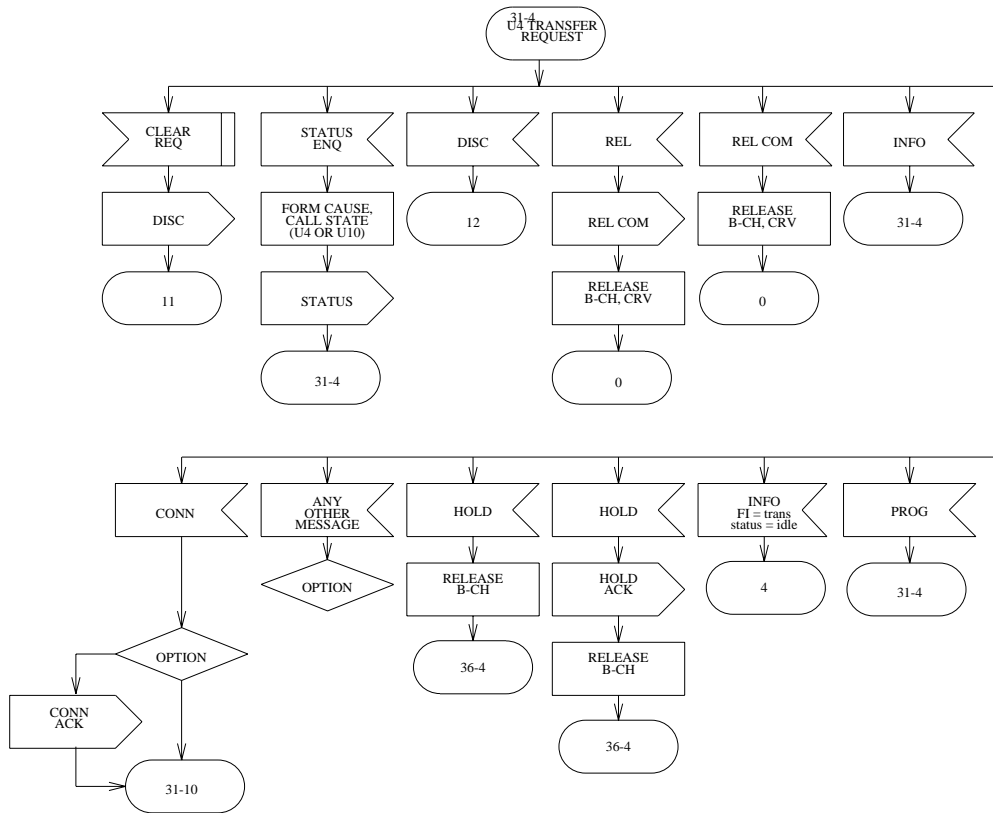 31-4
U4 TRANSFER
REQUEST
CLEAR
REQ
STATUS
ENQ
DISC
REL
REL COM
INFO
DISC
FORM CAUSE,
CALL STATE
(U4 OR U10)
12
REL COM
RELEASE
B-CH, CRV
31-4
11
STATUS
RELEASE
B-CH, CRV
0
31-4
0
CONN
ANY
OTHER
MESSAGE
HOLD
HOLD
INFO
FI = trans
status = idle
PROG
OPTION
RELEASE
B-CH
HOLD
ACK
4
31-4
OPTION
36-4
RELEASE
B-CH
CONN
ACK
36-4
31-10